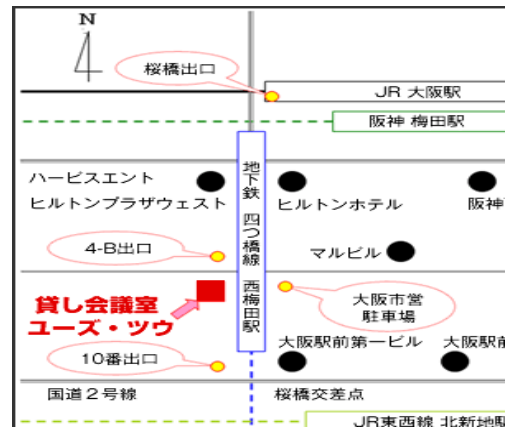 N
桜橋出口
JR 大阪駅
阪神 梅田駅
ハービスエント
ヒルトンプラザウェスト
地下鉄 四つ橋線 西梅田駅
ヒルトンホテル
阪神
4-B出口
マルビル
貸し会議室
ユーズ・ツウ
大阪市営
駐車場
10番出口
大阪駅前第一ビル
大阪駅前
国道2号線
桜橋交差点
JR東西線 北新地駅